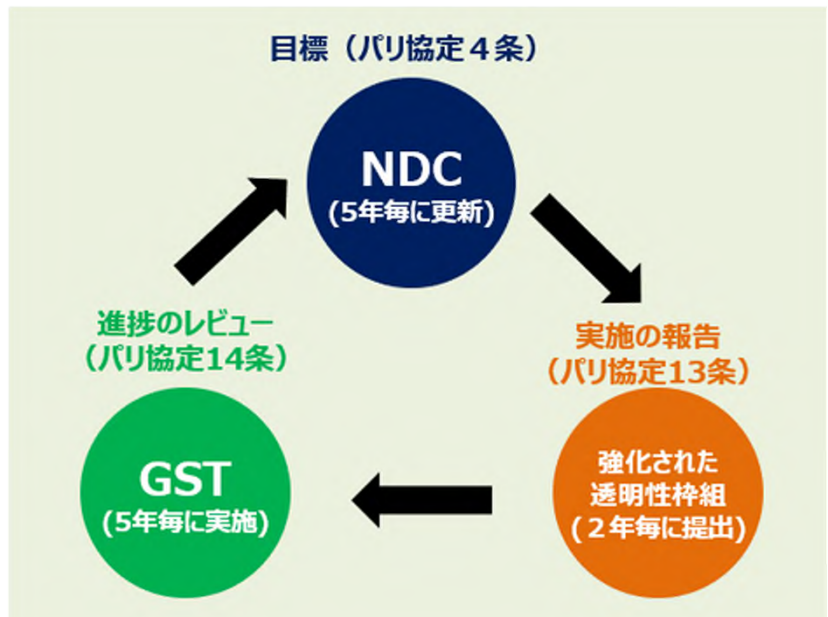 目標（パリ協定４条）
NDC
(5年毎に更新)
進捗のレビュー
（パリ協定14条）
実施の報告
（パリ協定13条）
GST
(5年毎に実施)
強化された
透明性枠組
(２年毎に提出)